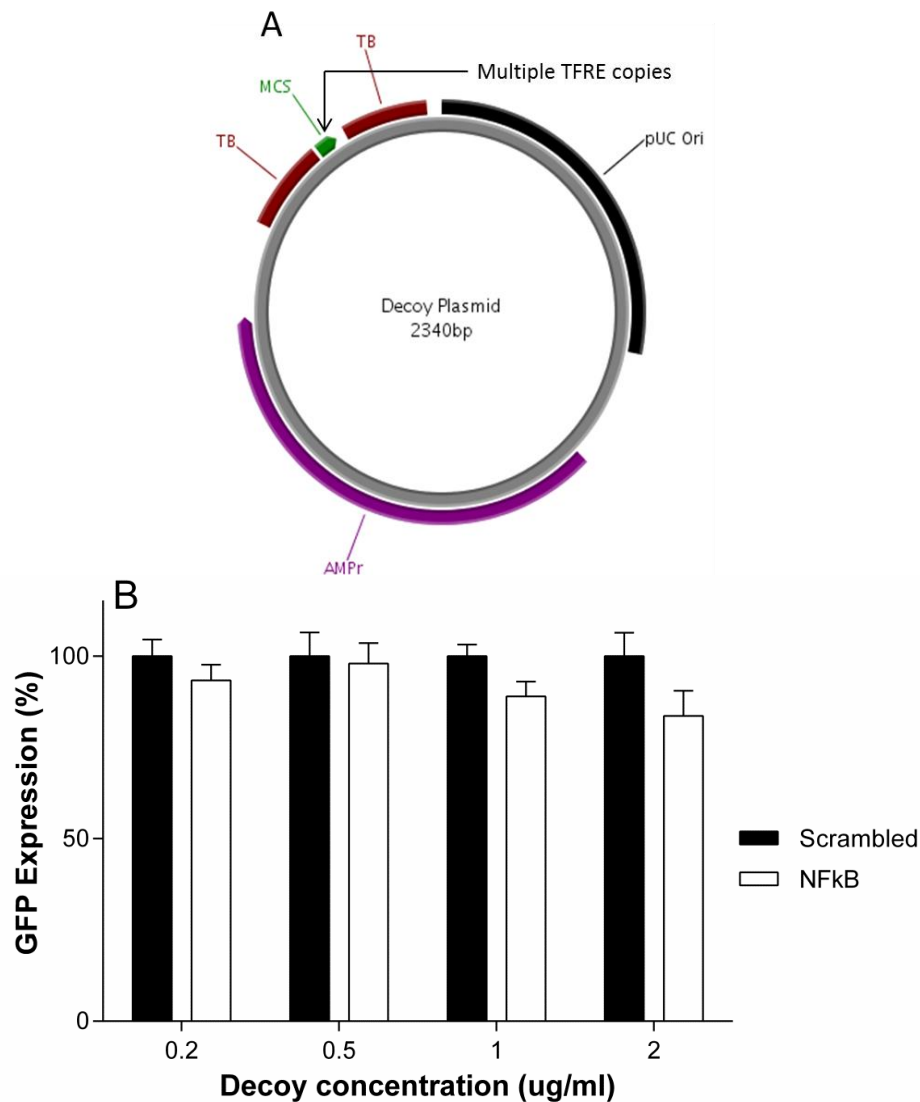 A
TB
Multiple TFRE copies
MCS
TB
pUC Ori
Decoy Plasmid
2340bp
AMPr
B
100
50
0
GFP Expression (%)
Scrambled
NFkB
0.2 0.5 1 2
Decoy concentration (ug/ml)